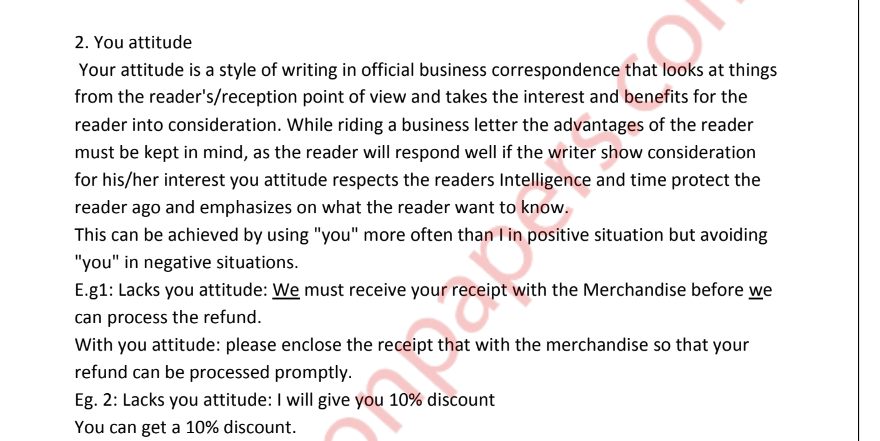 2. You attitude
Your attitude is a style of writing in official business correspondence that looks at things
from the reader's/reception point of view and takes the interest and benefits for the
reader into consideration. While riding a business letter the advantages of the reader
must be kept in mind, as the reader will respond well if the writer show consideration
for his/her interest you attitude respects the readers Intelligence and time protect the
reader ago and emphasizes on what the reader want to know.
This can be achieved by using "you" more often than I in positive situation but avoiding
"you" in negative situations.
E.g1: Lacks you attitude: We must receive your receipt with the Merchandise before we
can process the refund.
With you attitude: please enclose the receipt that with the merchandise so that your
refund can be processed promptly.
Eg. 2: Lacks you attitude: I will give you 10% discount
You can get a 10% discount.
onpapers.co